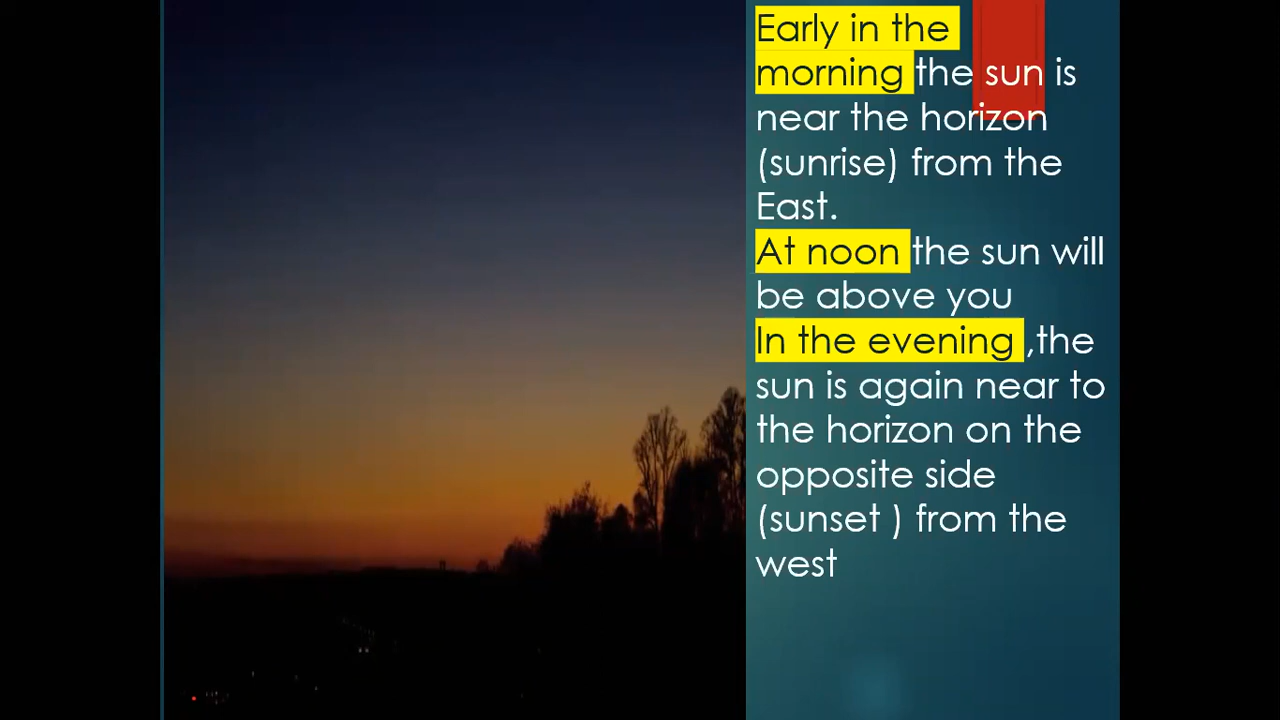 Early in the
morning the sun is
near the horizon
(sunrise) from the
East.
At noon the sun will
be above you
In the evening ,the
sun is again near to
the horizon on the
opposite side
(sunset ) from the
west